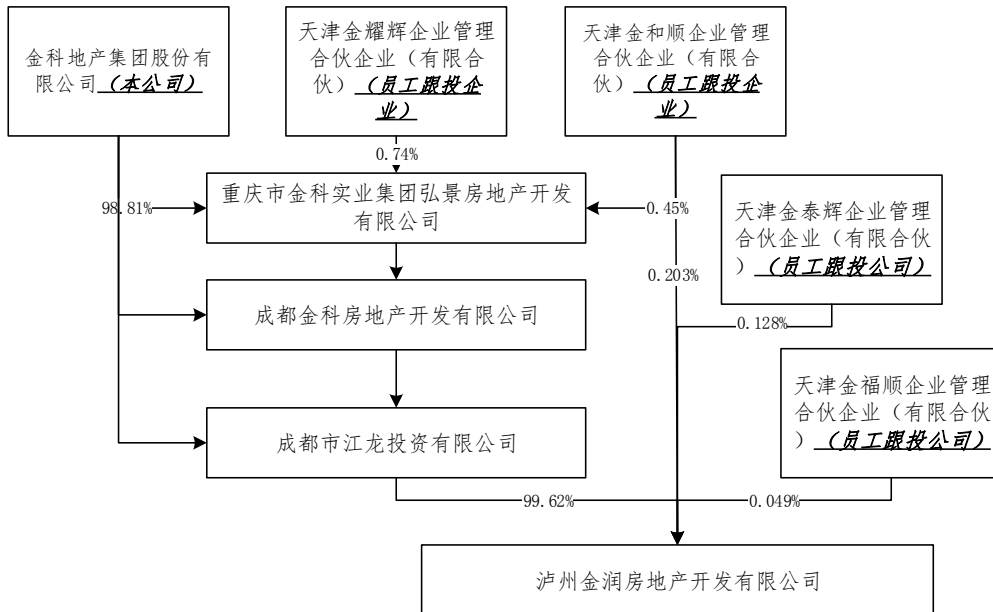 金科地产集团股份有
限公司（本公司）
天津金耀辉企业管理
合伙企业（有限合
伙）（员工跟投企
业）
天津金和顺企业管理
合伙企业（有限合
伙）（员工跟投企
业）
0.74%
重庆市金科实业集团弘景房地产开发
有限公司
98.81%
0.45%
天津金泰辉企业管理
合伙企业（有限合伙
）（员工跟投公司）
0.203%
成都金科房地产开发有限公司
0.128%
天津金福顺企业管理
合伙企业（有限合伙
）（员工跟投公司）
成都市江龙投资有限公司
99.62%
0.049%
泸州金润房地产开发有限公司